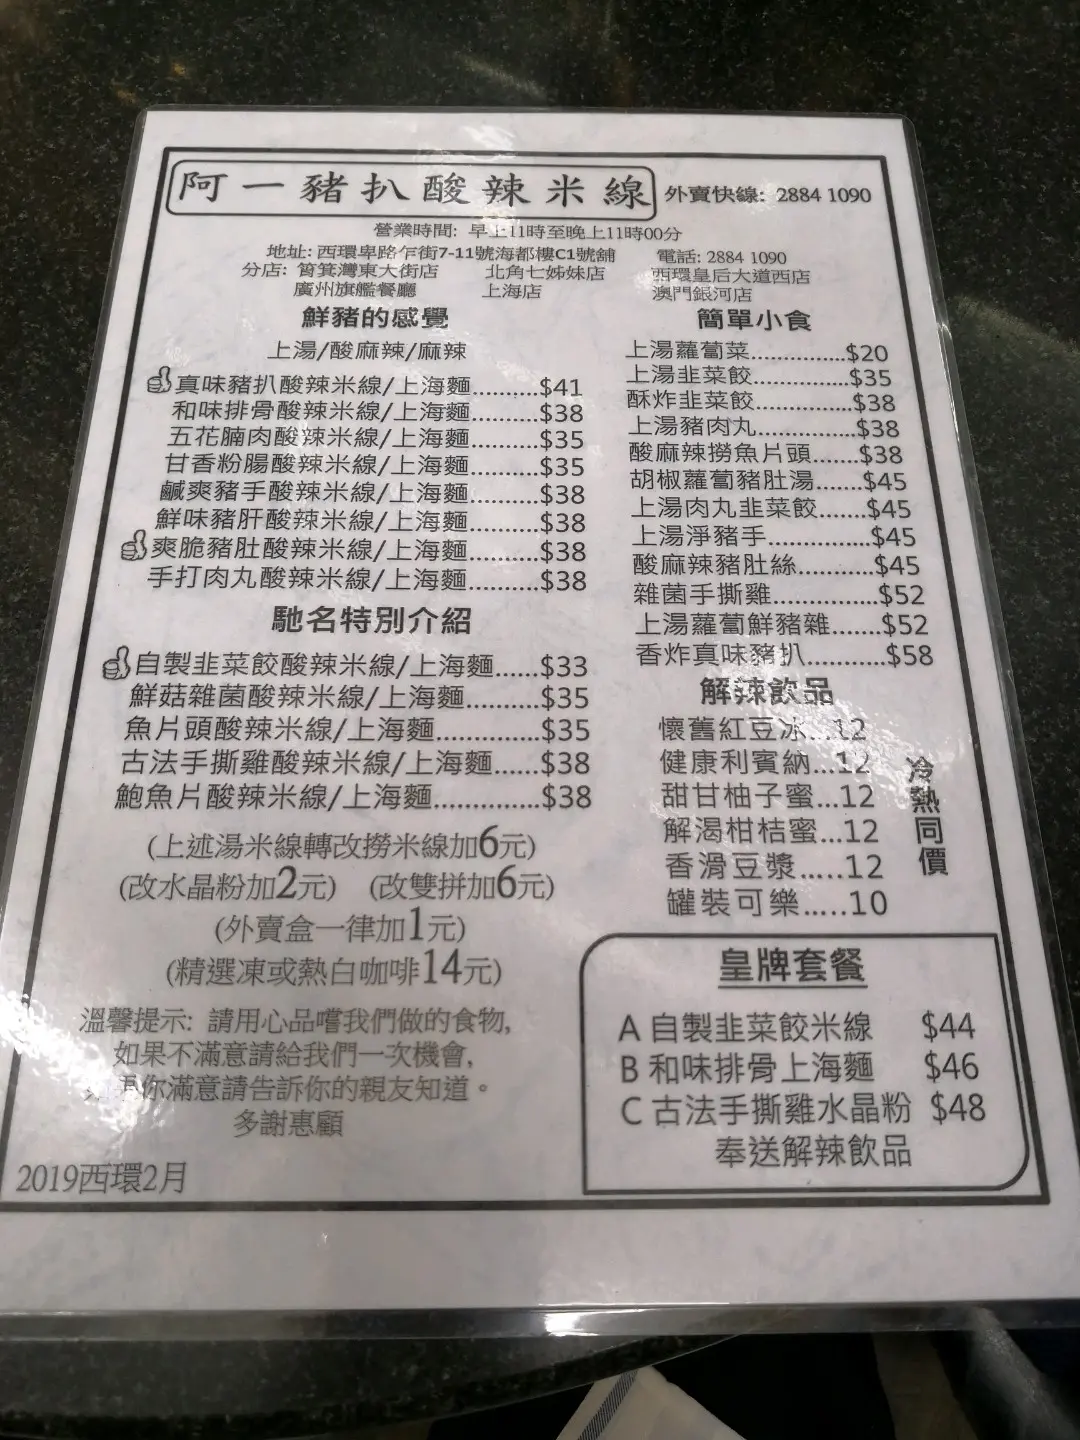 阿一豬扒酸辣米線 外賣快線: 2884 1090
營業時間: 早上11時至晚上11時00分
地址: 西環卑路乍街7-11號海都樓C1號舖 電話: 2884 1090
分店: 筲箕灣東大街店 北角七姊妹店 西環皇后大道西店
廣州旗艦餐廳 上海店 澳門銀河店
鮮豬的感覺
上湯/酸麻辣/麻辣
真味豬扒酸辣米線/上海麵.........$41
和味排骨酸辣米線/上海麵.........$38
五花腩肉酸辣米線/上海麵.........$35
甘香粉腸酸辣米線/上海麵.........$35
鹹爽豬手酸辣米線/上海麵.........$38
鮮味豬肝酸辣米線/上海麵.........$38
爽脆豬肚酸辣米線/上海麵.........$38
手打肉丸酸辣米線/上海麵.........$38
馳名特別介紹
自製韭菜餃酸辣米線/上海麵......$33
鮮菇雜菌酸辣米線/上海麵.........$35
魚片頭酸辣米線/上海麵..............$35
古法手撕雞酸辣米線/上海麵......$38
鮑魚片酸辣米線/上海麵..............$38
(上述湯米線轉改撈米線加6元)
(改水晶粉加2元) (改雙拼加6元)
(外賣盒一律加1元)
(精選凍或熱白咖啡14元)
溫馨提示: 請用心品嚐我們做的食物,
如果不滿意請給我們一次機會,
你滿意請告訴你的親友知道。
多謝惠顧
2019西環2月
簡單小食
上湯蘿蔔菜..............$20
上湯韭菜餃..............$35
酥炸韭菜餃..............$38
上湯豬肉丸..............$38
酸麻辣撈魚片頭.......$38
胡椒蘿蔔豬肚湯.......$45
上湯肉丸韭菜餃.......$45
上湯淨豬手...............$45
酸麻辣豬肚絲...........$45
雜菌手撕雞...............$52
上湯蘿蔔鮮豬雜.......$52
香炸真味豬扒...........$58
解辣飲品
懷舊紅豆冰...12
健康利賓納...12
甜甘柚子蜜...12
解渴柑桔蜜...12
香滑豆漿.....12
罐裝可樂.....10
冷熱同價
皇牌套餐
A 自製韭菜餃米線 $44
B 和味排骨上海麵 $46
C 古法手撕雞水晶粉 $48
奉送解辣飲品